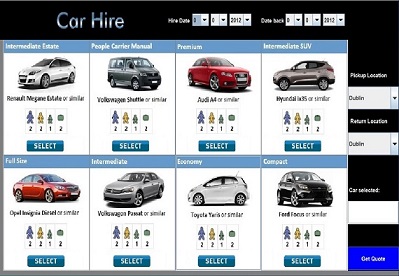 Car Hire
Hire Date 2012 Date back 0 0 2012
Intermediate Estate People Carrier Manual Premium Intermediate SUV
Renault Megane Estate or similar Volkswagen Shuttle or similar Audi A4 or similar Hyundai ix35 or similar
2 2 1 2 2 2 1 2 2 2 1 2 2 2 1 2
SELECT SELECT SELECT SELECT
Pickup Location
Dublin
Return Location
Dublin
Full Size Intermediate Economy Compact
Opel Insignia Diesel or similar Volkswagen Passat or similar Toyota Yaris or similar Ford Focus or similar
2 2 1 2 2 2 1 2 2 2 1 2 2 2 1 2
SELECT SELECT SELECT SELECT
Car selected:
Get Quote